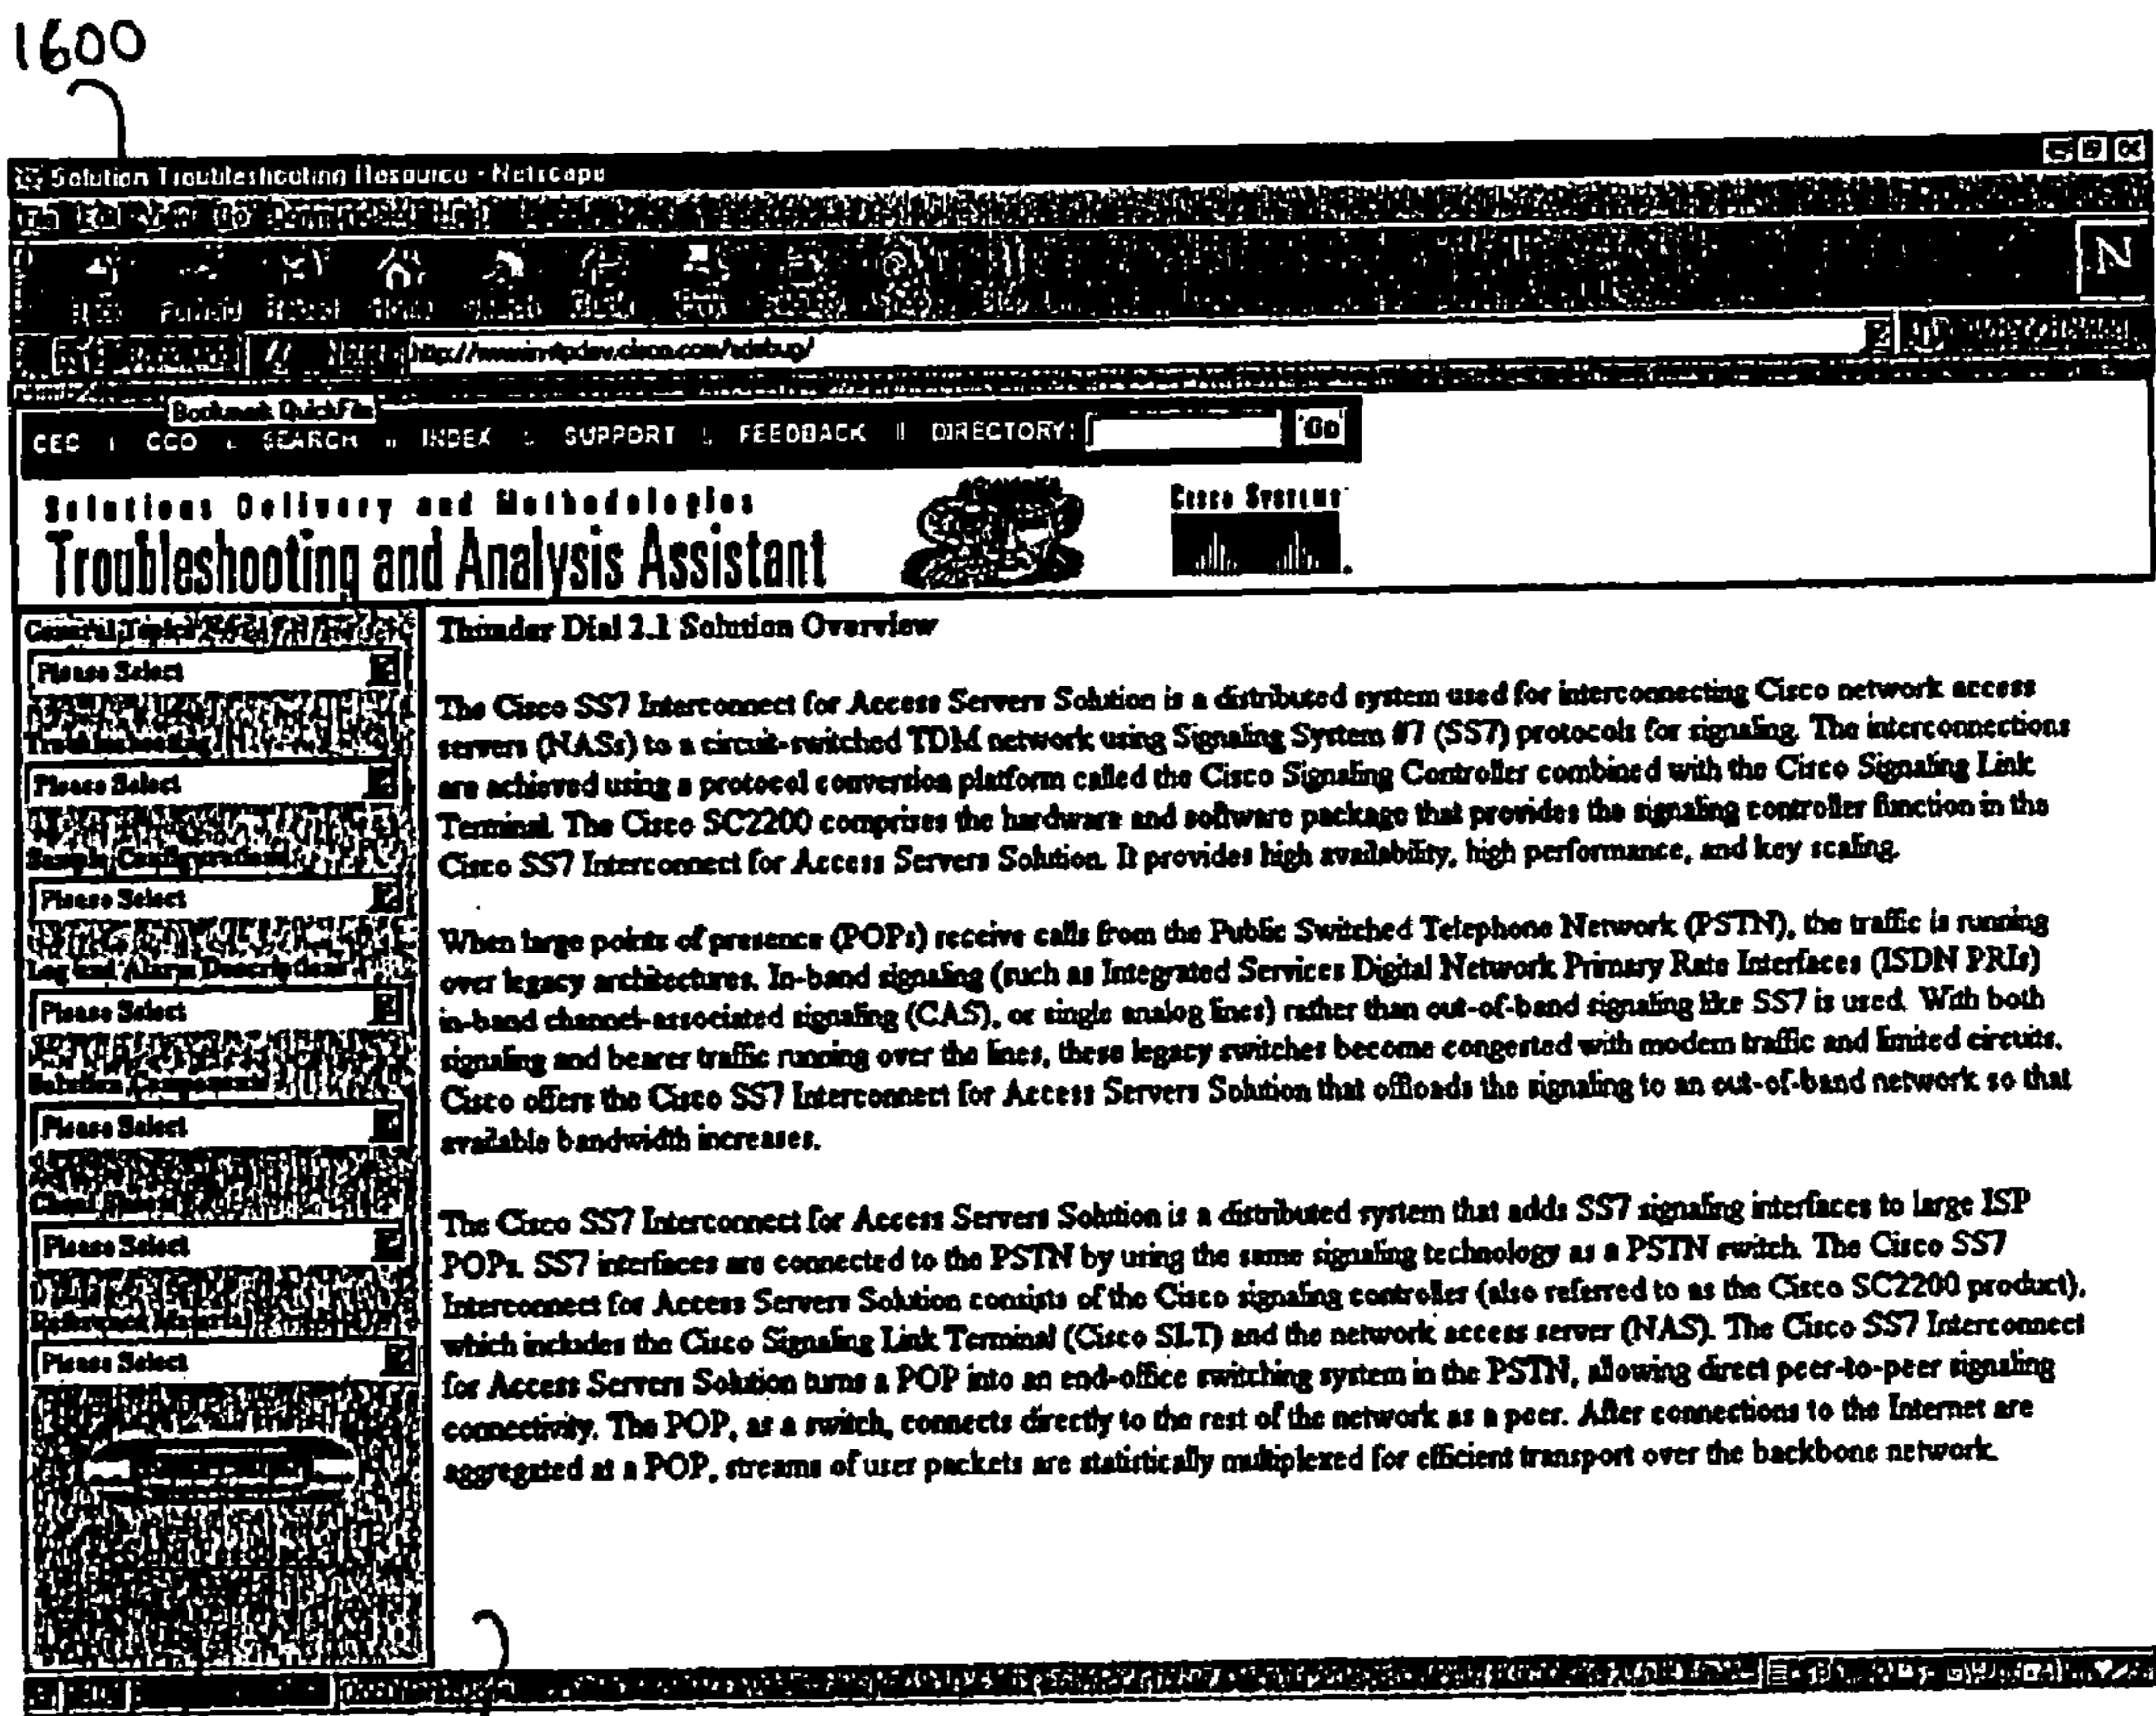 1600
Solution Troubleshooting Resource - Netscape
Go
Home
N
Bookmark QuickFile
CEC | CCO | SEARCH || INDEX | SUPPORT | FEEDBACK || DIRECTORY: Go
Solutions Delivery and Methodologies
Troubleshooting and Analysis Assistant
CISCO SYSTEMS
General Topics
Please Select
Troubleshooting
Please Select
Sample Configurations
Please Select
Log and Alarm Descriptions
Please Select
Solution Components
Please Select
Please Select
Reference Material
Please Select
Thunder Dial 2.1 Solution Overview
The Cisco SS7 Interconnect for Access Servers Solution is a distributed system used for interconnecting Cisco network access
servers (NASs) to a circuit-switched TDM network using Signaling System #7 (SS7) protocols for signaling. The interconnections
are achieved using a protocol conversion platform called the Cisco Signaling Controller combined with the Cisco Signaling Link
Terminal. The Cisco SC2200 comprises the hardware and software package that provides the signaling controller function in the
Cisco SS7 Interconnect for Access Servers Solution. It provides high availability, high performance, and key scaling.
When large points of presence (POPs) receive calls from the Public Switched Telephone Network (PSTN), the traffic is running
over legacy architectures. In-band signaling (such as Integrated Services Digital Network Primary Rate Interfaces (ISDN PRIs)
in-band channel-associated signaling (CAS), or single analog lines) rather than out-of-band signaling like SS7 is used. With both
signaling and bearer traffic running over the lines, these legacy switches become congested with modem traffic and limited circuits.
Cisco offers the Cisco SS7 Interconnect for Access Servers Solution that offloads the signaling to an out-of-band network so that
available bandwidth increases.
The Cisco SS7 Interconnect for Access Servers Solution is a distributed system that adds SS7 signaling interfaces to large ISP
POPs. SS7 interfaces are connected to the PSTN by using the same signaling technology as a PSTN switch. The Cisco SS7
Interconnect for Access Servers Solution consists of the Cisco signaling controller (also referred to as the Cisco SC2200 product),
which includes the Cisco Signaling Link Terminal (Cisco SLT) and the network access server (NAS). The Cisco SS7 Interconnect
for Access Servers Solution turns a POP into an end-office switching system in the PSTN, allowing direct peer-to-peer signaling
connectivity. The POP, as a switch, connects directly to the rest of the network as a peer. After connections to the Internet are
aggregated at a POP, streams of user packets are statistically multiplexed for efficient transport over the backbone network.